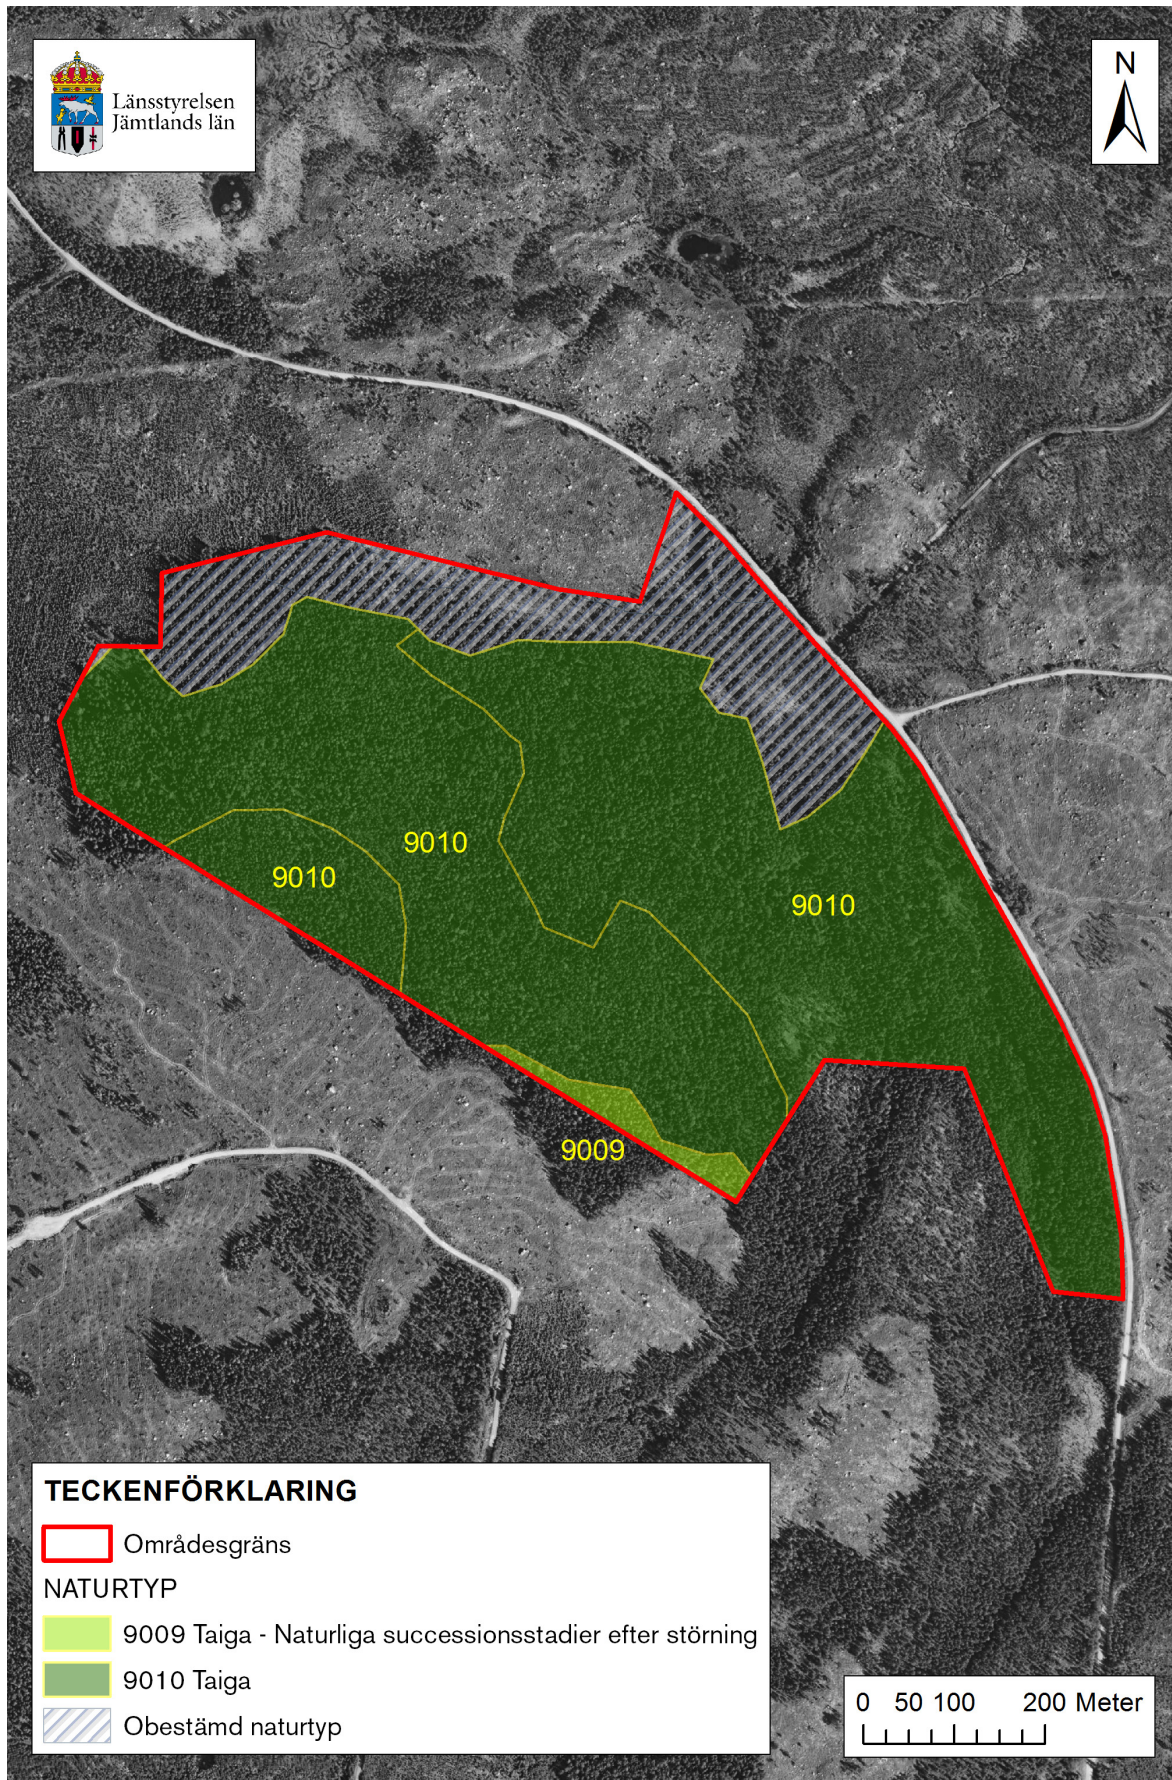 Länsstyrelsen
Jämtlands län
N
9010
9010
9010
9009
TECKENFÖRKLARING
Områdesgräns
NATURTYP
9009 Taiga - Naturliga successionsstadier efter störning
9010 Taiga
Obestämd naturtyp
0 50 100 200 Meter